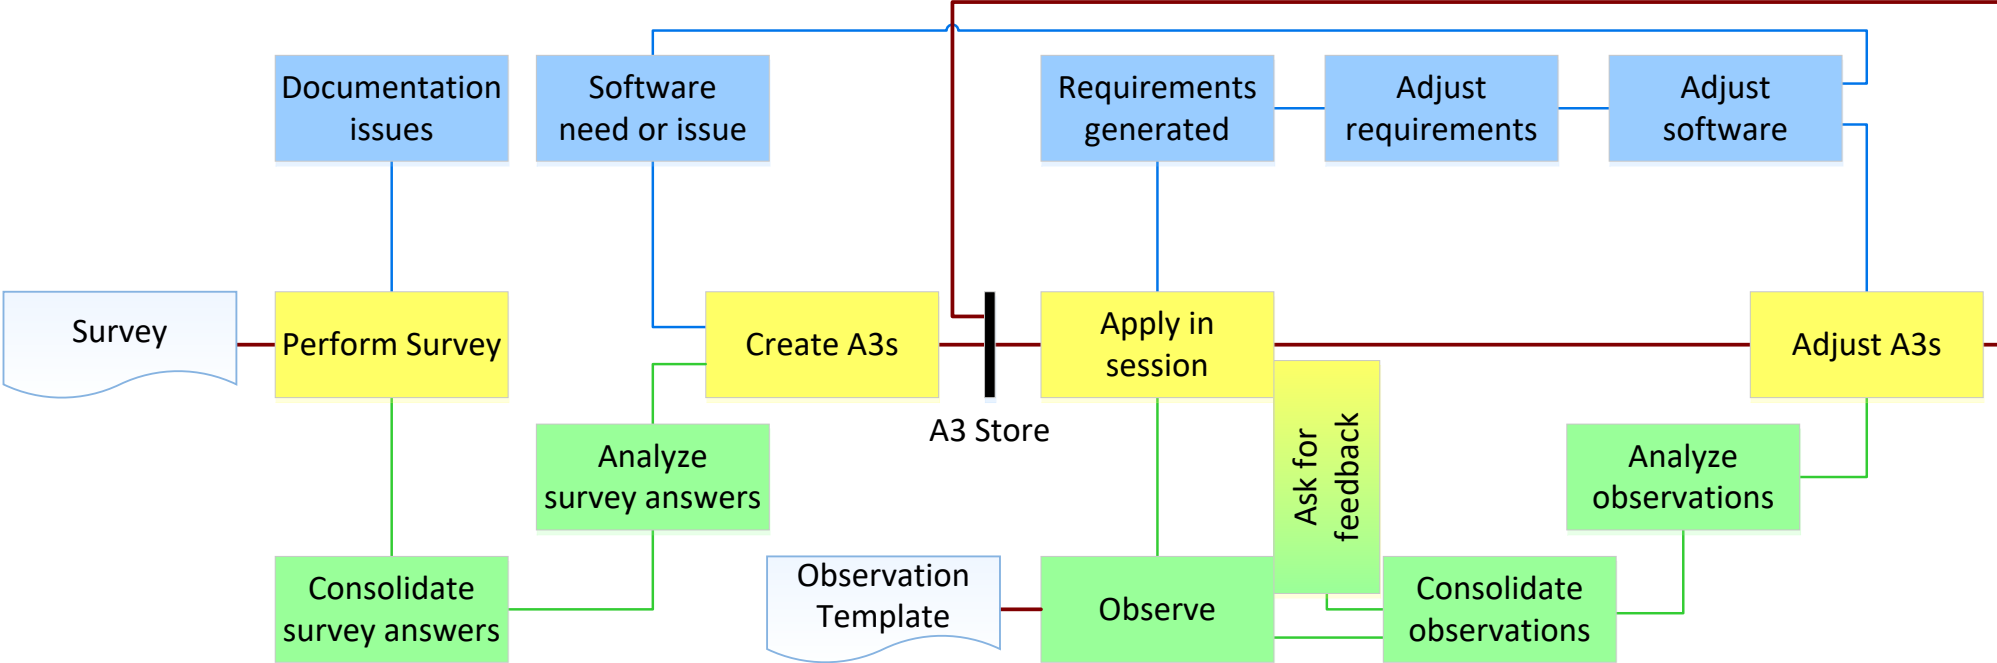 Documentation
issues
Software
need or issue
Requirements
generated
Adjust
requirements
Adjust
software
Survey
Perform Survey
Create A3s
A3 Store
Apply in
session
Adjust A3s
Ask for
feedback
Analyze
survey answers
Analyze
observations
Consolidate
survey answers
Observation
Template
Observe
Consolidate
observations